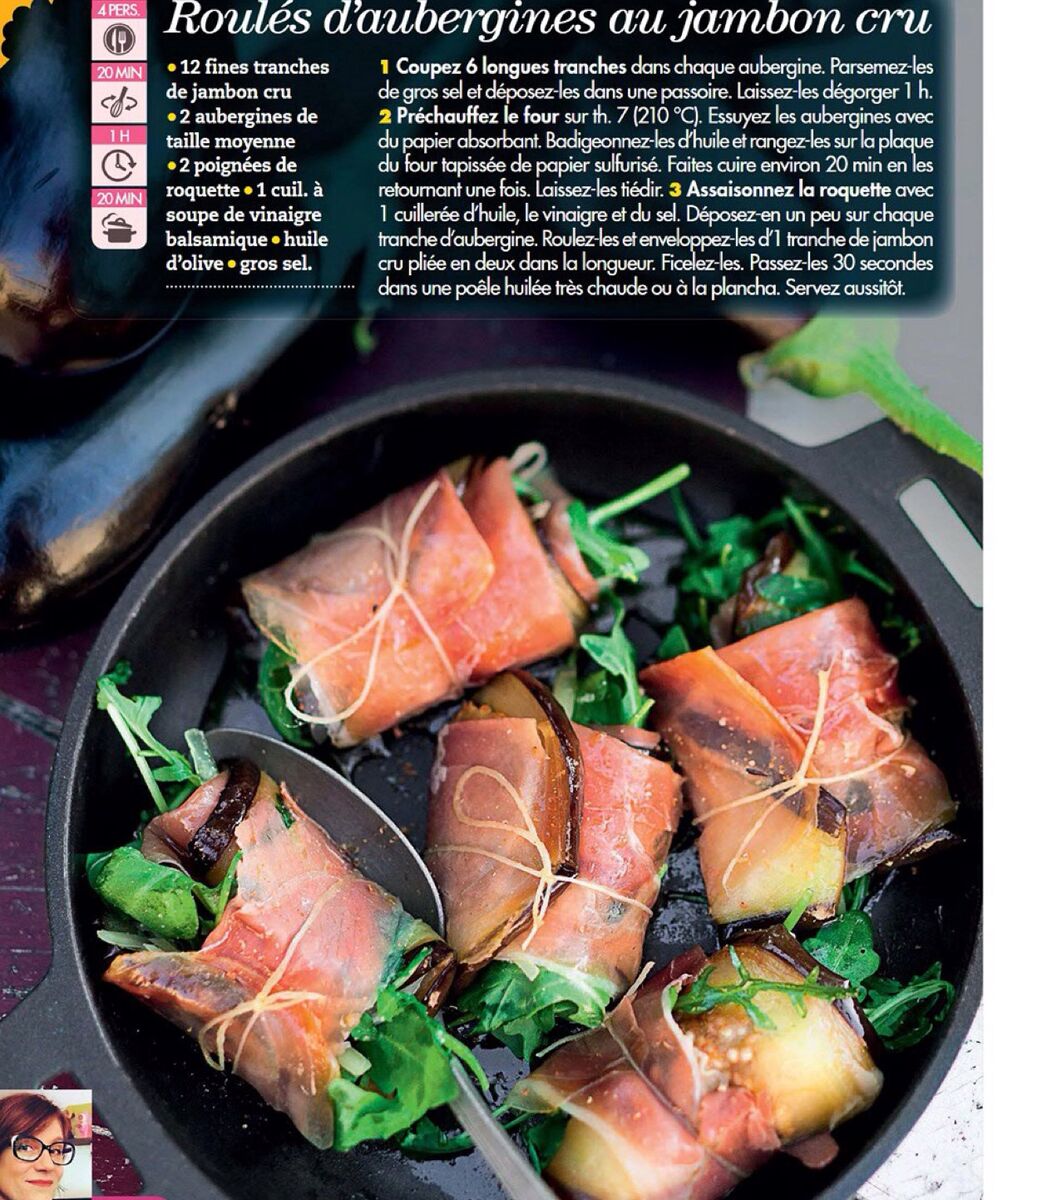 Roulés d'aubergines au jambon cru
4 PERS.
20 MIN
1 H
20 MIN
• 12 fines tranches
de jambon cru
• 2 aubergines de
taille moyenne
• 2 poignées de
roquette • 1 cuil. à
soupe de vinaigre
balsamique • huile
d'olive • gros sel.
1 Coupez 6 longues tranches dans chaque aubergine. Parsemez-les
de gros sel et déposez-les dans une passoire. Laissez-les dégorger 1 h.
2 Préchauffez le four sur th. 7 (210 °C). Essuyez les aubergines avec
du papier absorbant. Badigeonnez-les d'huile et rangez-les sur la plaque
du four tapissée de papier sulfurisé. Faites cuire environ 20 min en les
retournant une fois. Laissez-les tiédir. 3 Assaisonnez la roquette avec
1 cuillerée d'huile, le vinaigre et du sel. Déposez-en un peu sur chaque
tranche d'aubergine. Roulez-les et enveloppez-les d'1 tranche de jambon
cru pliée en deux dans la longueur. Ficelez-les. Passez-les 30 secondes
dans une poêle huilée très chaude ou à la plancha. Servez aussitôt.